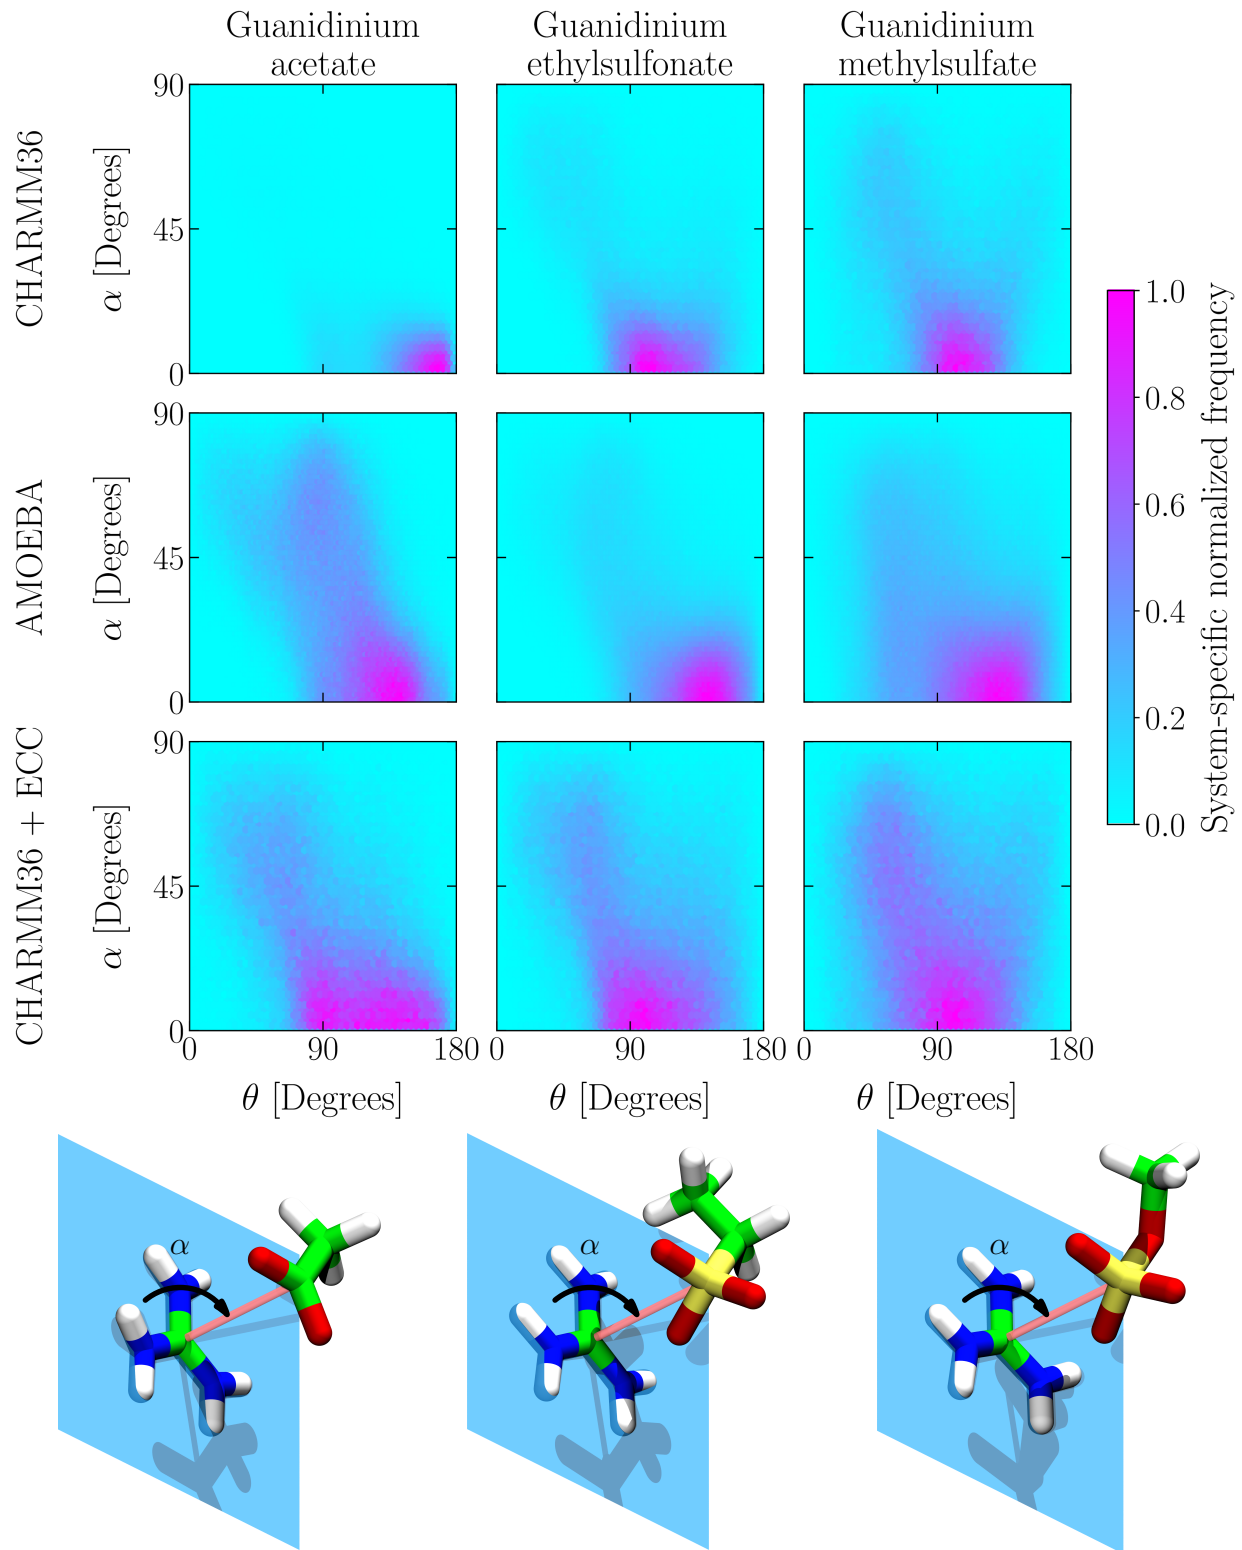 Guanidinium acetate
Guanidinium ethylsulfonate
Guanidinium methylsulfate
CHARMM36
α [Degrees]
90
45
0
AMOEBA
α [Degrees]
90
45
0
CHARMM36 + ECC
α [Degrees]
90
45
0
0 90 180
0 90 180
0 90 180
θ [Degrees]
θ [Degrees]
θ [Degrees]
1.0
0.8
0.6
0.4
0.2
0.0
System-specific normalized frequency
α
α
α